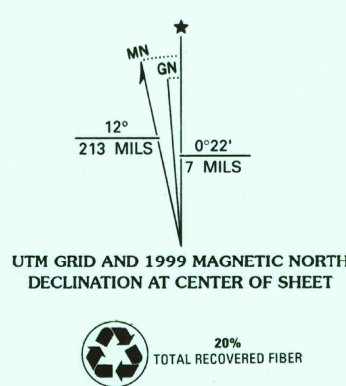 MN
GN
12°
213 MILS
0°22'
7 MILS
UTM GRID AND 1999 MAGNETIC NORTH
DECLINATION AT CENTER OF SHEET
20%
TOTAL RECOVERED FIBER